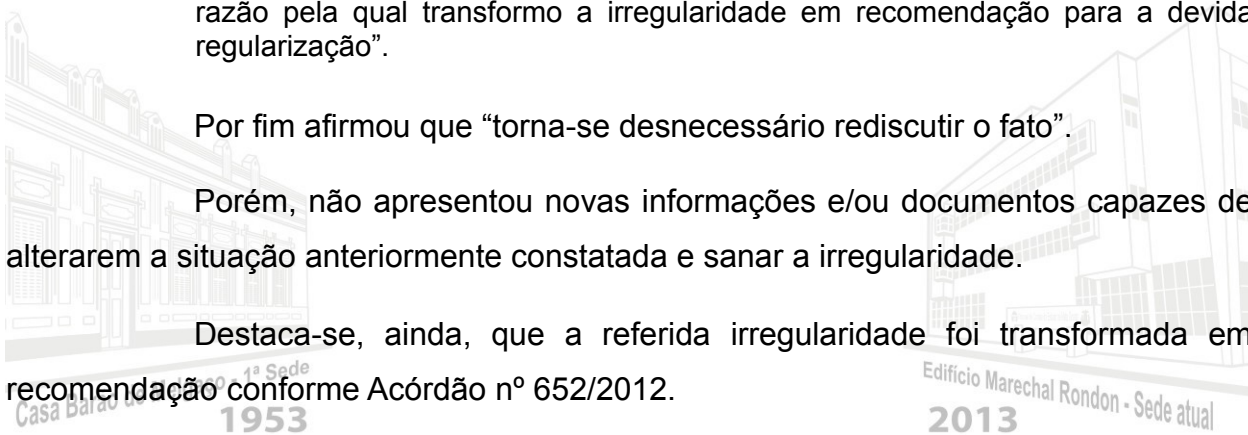 razão pela qual transformo a irregularidade em recomendação para a devida
regularização”.
Por fim afirmou que “torna-se desnecessário rediscutir o fato”.
Porém, não apresentou novas informações e/ou documentos capazes de
alterarem a situação anteriormente constatada e sanar a irregularidade.
Destaca-se, ainda, que a referida irregularidade foi transformada em
recomendação conforme Acórdão nº 652/2012.
Casa Barão de - 1ª Sede
1953
Edifício Marechal Rondon - Sede atual
2013